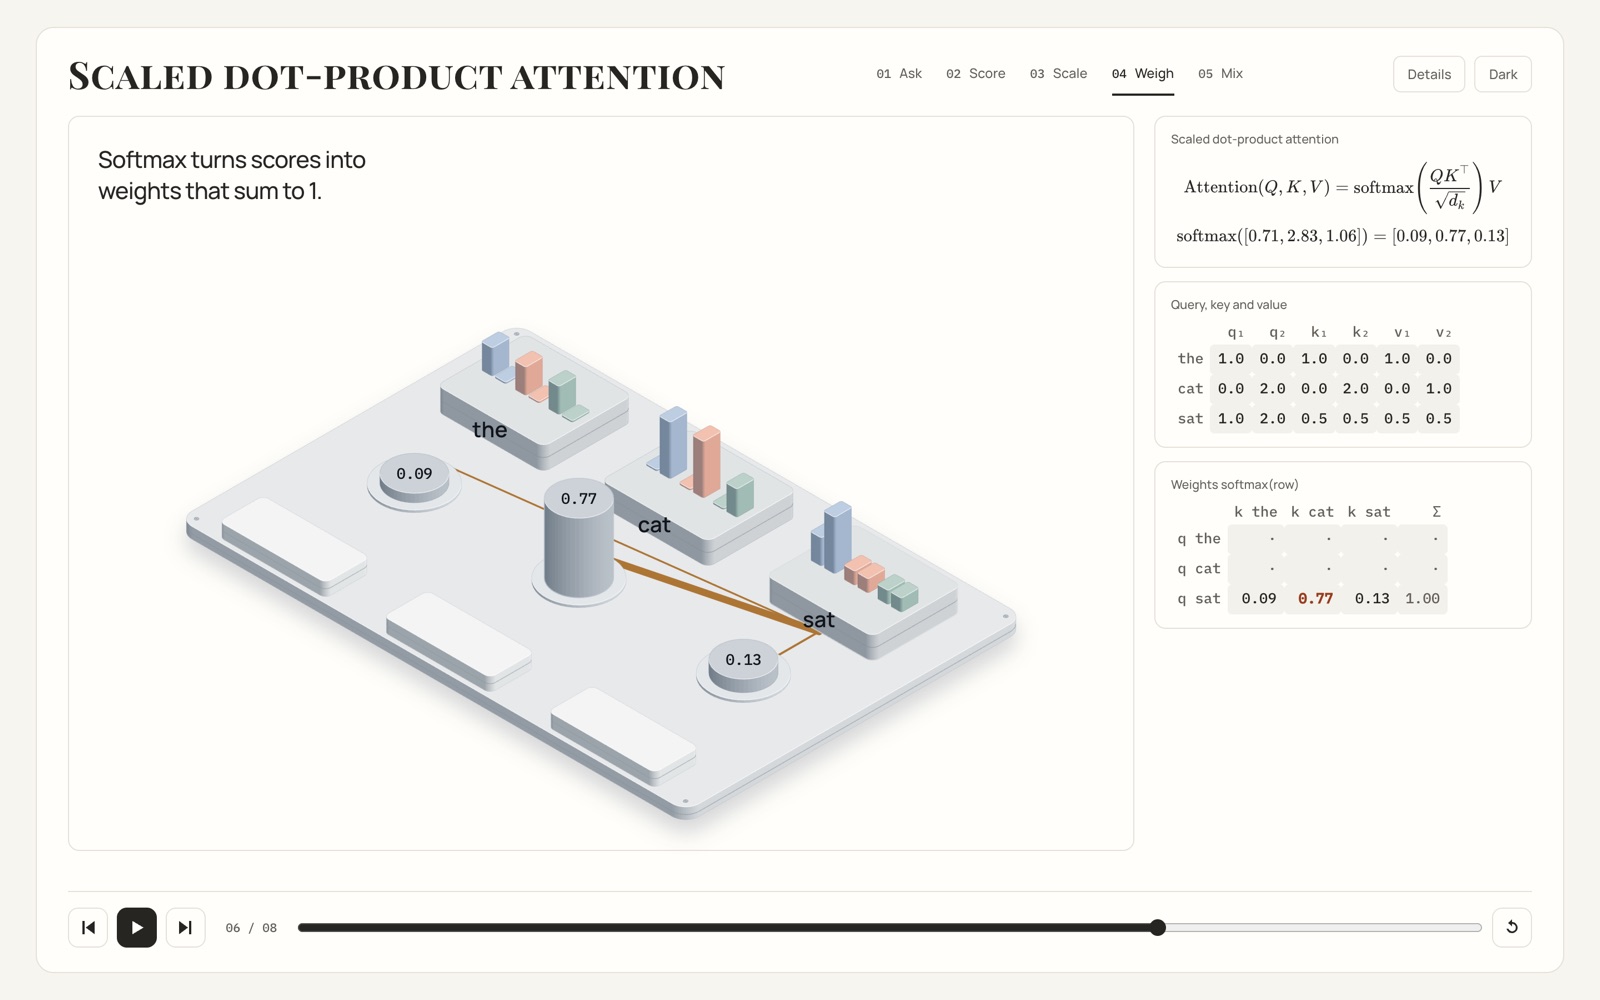 Scaled dot-product attention
01 Ask 02 Score 03 Scale 04 Weigh 05 Mix
Details Dark
Softmax turns scores into
weights that sum to 1.
the
0.09
0.77
cat
sat
0.13
Scaled dot-product attention
Attention(Q, K, V) = softmax(QK⊤/√dₖ) V
softmax([0.71, 2.83, 1.06]) = [0.09, 0.77, 0.13]
Query, key and value
q₁ q₂ k₁ k₂ v₁ v₂
the 1.0 0.0 1.0 0.0 1.0 0.0
cat 0.0 2.0 0.0 2.0 0.0 1.0
sat 1.0 2.0 0.5 0.5 0.5 0.5
Weights softmax(row)
k the k cat k sat Σ
q the · · · ·
q cat · · · ·
q sat 0.09 0.77 0.13 1.00
06 / 08